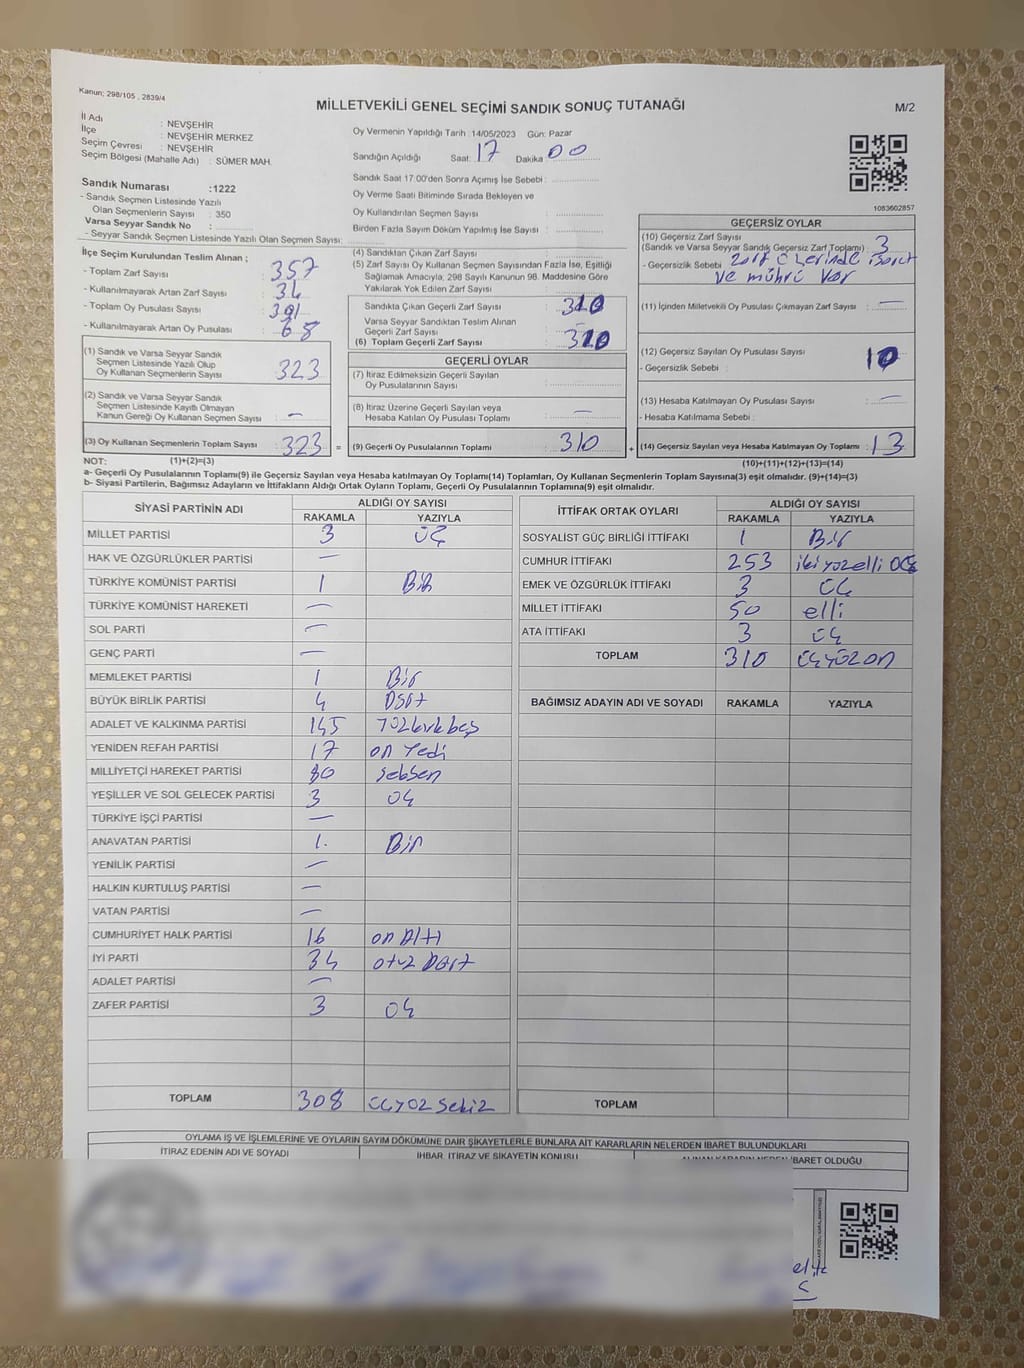 Kanun; 298/105 , 2839/4
MİLLETVEKİLİ GENEL SEÇİMİ SANDIK SONUÇ TUTANAĞI
M/2
İl Adı : NEVŞEHİR
İlçe : NEVŞEHİR MERKEZ
Seçim Çevresi : NEVŞEHİR
Seçim Bölgesi (Mahalle Adı) : SÜMER MAH.
Sandık Numarası :1222
- Sandık Seçmen Listesinde Yazılı
Olan Seçmenlerin Sayısı : 350
Varsa Seyyar Sandık No :
- Seyyar Sandık Seçmen Listesinde Yazılı Olan Seçmen Sayısı:
Oy Vermenin Yapıldığı Tarih :14/05/2023 Gün: Pazar
Sandığın Açıldığı Saat: 17 Dakika: 00
Sandık Saat 17:00'den Sonra Açımış İse Sebebi :
Oy Verme Saati Bitiminde Sırada Bekleyen ve
Oy Kullandırılan Seçmen Sayısı :
Birden Fazla Sayım Döküm Yapılmış İse Sayısı :
1083602857
İlçe Seçim Kurulundan Teslim Alınan ;
- Toplam Zarf Sayısı : 357
- Kullanılmayarak Artan Zarf Sayısı : 34
- Toplam Oy Pusulası Sayısı : 391
- Kullanılmayarak Artan Oy Pusulası : 68
(1) Sandık ve Varsa Seyyar Sandık
Seçmen Listesinde Yazılı Olup
Oy Kullanan Seçmenlerin Sayısı : 323
(2) Sandık ve Varsa Seyyar Sandık
Seçmen Listesinde Kayıtlı Olmayan
Kanun Gereği Oy Kullanan Seçmen Sayısı : —
(3) Oy Kullanan Seçmenlerin Toplam Sayısı : 323 =
(4) Sandıktan Çıkan Zarf Sayısı :
(5) Zarf Sayısı Oy Kullanan Seçmen Sayısından Fazla İse, Eşitliği
Sağlamak Amacıyla; 298 Sayılı Kanunun 98. Maddesine Göre
Yakılarak Yok Edilen Zarf Sayısı :
Sandıkta Çıkan Geçerli Zarf Sayısı : 310
Varsa Seyyar Sandıktan Teslim Alınan
Geçerli Zarf Sayısı :
(6) Toplam Geçerli Zarf Sayısı : 310
GEÇERLİ OYLAR
(7) İtiraz Edilmeksizin Geçerli Sayılan
Oy Pusulalarının Sayısı :
(8) İtiraz Üzerine Geçerli Sayılan veya
Hesaba Katılan Oy Pusulası Toplamı : —
(9) Geçerli Oy Pusulalarının Toplamı : 310 +
GEÇERSİZ OYLAR
(10) Geçersiz Zarf Sayısı
(Sandık ve Varsa Seyyar Sandık Geçersiz Zarf Toplamı) : 3
- Geçersizlik Sebebi : Zarf Üzerinde
ve mührü var
(11) İçinden Milletvekili Oy Pusulası Çıkmayan Zarf Sayısı : —
(12) Geçersiz Sayılan Oy Pusulası Sayısı : 10
- Geçersizlik Sebebi :
(13) Hesaba Katılmayan Oy Pusulası Sayısı : —
- Hesaba Katılmama Sebebi :
(14) Geçersiz Sayılan veya Hesaba Katılmayan Oy Toplamı : 13
NOT: (1)+(2)=(3)
(10)+(11)+(12)+(13)=(14)
a- Geçerli Oy Pusulalarının Toplamı(9) ile Geçersiz Sayılan veya Hesaba katılmayan Oy Toplamı(14) Toplamları, Oy Kullanan Seçmenlerin Toplam Sayısına(3) eşit olmalıdır. (9)+(14)=(3)
b- Siyasi Partilerin, Bağımsız Adayların ve İttifakların Aldığı Ortak Oyların Toplamı, Geçerli Oy Pusulalarının Toplamına(9) eşit olmalıdır.
SİYASİ PARTİNİN ADI ALDIĞI OY SAYISI
RAKAMLA YAZIYLA
MİLLET PARTİSİ 3 ÜÇ
HAK VE ÖZGÜRLÜKLER PARTİSİ —
TÜRKİYE KOMÜNİST PARTİSİ 1 Bir
TÜRKİYE KOMÜNİST HAREKETİ —
SOL PARTİ —
GENÇ PARTİ —
MEMLEKET PARTİSİ 1 Bir
BÜYÜK BİRLİK PARTİSİ 4 Dört
ADALET VE KALKINMA PARTİSİ 145 Yüzkırkbeş
YENİDEN REFAH PARTİSİ 17 on Yedi
MİLLİYETÇİ HAREKET PARTİSİ 80 seksen
YEŞİLLER VE SOL GELECEK PARTİSİ 3 Üç
TÜRKİYE İŞÇİ PARTİSİ —
ANAVATAN PARTİSİ 1. Bir
YENİLİK PARTİSİ —
HALKIN KURTULUŞ PARTİSİ —
VATAN PARTİSİ —
CUMHURİYET HALK PARTİSİ 16 on Altı
İYİ PARTİ 34 otuz Dört
ADALET PARTİSİ —
ZAFER PARTİSİ 3 Üç
TOPLAM 308 ÜçYüz Sekiz
İTTİFAK ORTAK OYLARI ALDIĞI OY SAYISI
RAKAMLA YAZIYLA
SOSYALİST GÜÇ BİRLİĞİ İTTİFAKI 1 Bir
CUMHUR İTTİFAKI 253 ikiyüzelli Üç
EMEK VE ÖZGÜRLÜK İTTİFAKI 3 Üç
MİLLET İTTİFAKI 50 elli
ATA İTTİFAKI 3 Üç
TOPLAM 310 Üçyüz on
BAĞIMSIZ ADAYIN ADI VE SOYADI RAKAMLA YAZIYLA
TOPLAM
OYLAMA İŞ VE İŞLEMLERİNE VE OYLARIN SAYIM DÖKÜMÜNE DAİR ŞİKAYETLERLE BUNLARA AİT KARARLARIN NELERDEN İBARET BULUNDUKLARI
İTİRAZ EDENİN ADI VE SOYADI İHBAR, İTİRAZ VE ŞİKAYETİN KONUSU ALINAN KARARIN NEDEN İBARET OLDUĞU